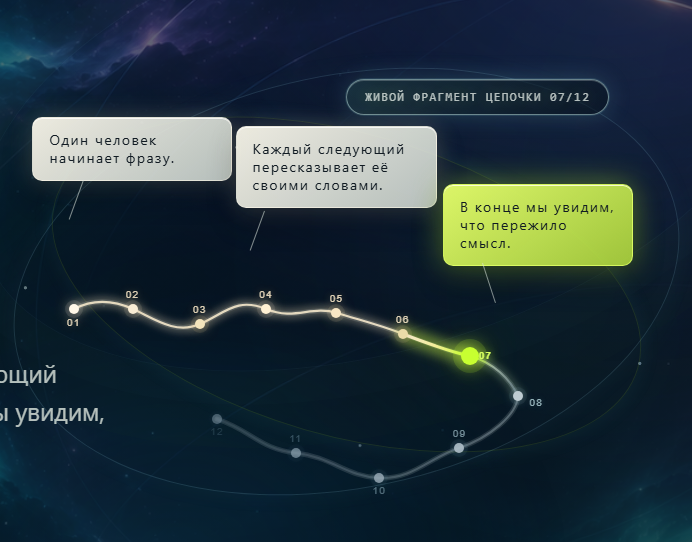 ЖИВОЙ ФРАГМЕНТ ЦЕПОЧКИ 07/12
Один человек
начинает фразу.
Каждый следующий
пересказывает её
своими словами.
В конце мы увидим,
что пережило
смысл.
01
02
03
04
05
06
07
08
09
10
11
12
ющий
ы увидим,